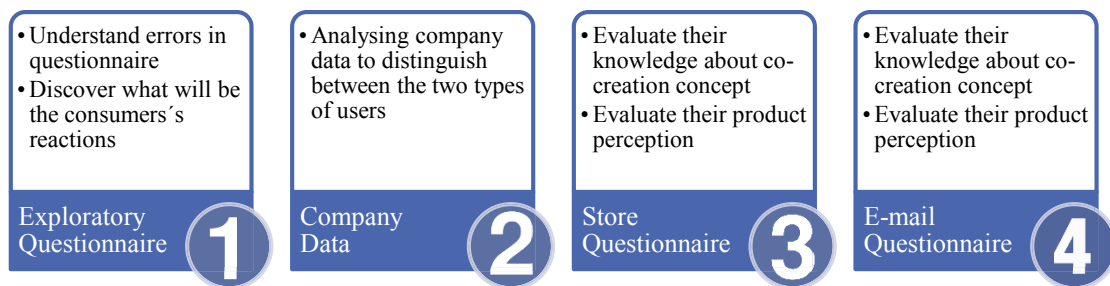 • Understand errors in
questionnaire
• Discover what will be
the consumers´s
reactions
Exploratory
Questionnaire
1
• Analysing company
data to distinguish
between the two types
of users
Company
Data
2
• Evaluate their
knowledge about co-
creation concept
• Evaluate their product
perception
Store
Questionnaire
3
• Evaluate their
knowledge about co-
creation concept
• Evaluate their product
perception
E-mail
Questionnaire
4